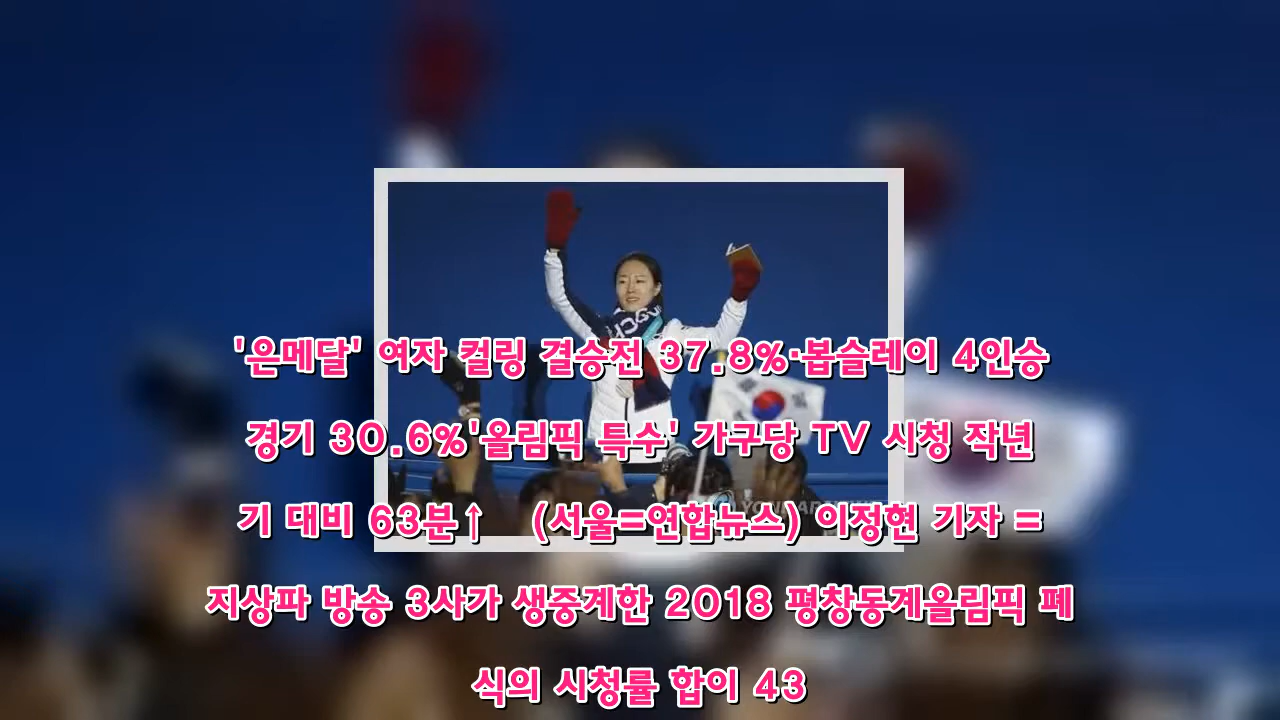 '은메달' 여자 컬링 결승전 37.8%·봅슬레이 4인승
경기 30.6%'올림픽 특수' 가구당 TV 시청 작년
기 대비 63분↑ (서울=연합뉴스) 이정현 기자 =
지상파 방송 3사가 생중계한 2018 평창동계올림픽 폐
식의 시청률 합이 43